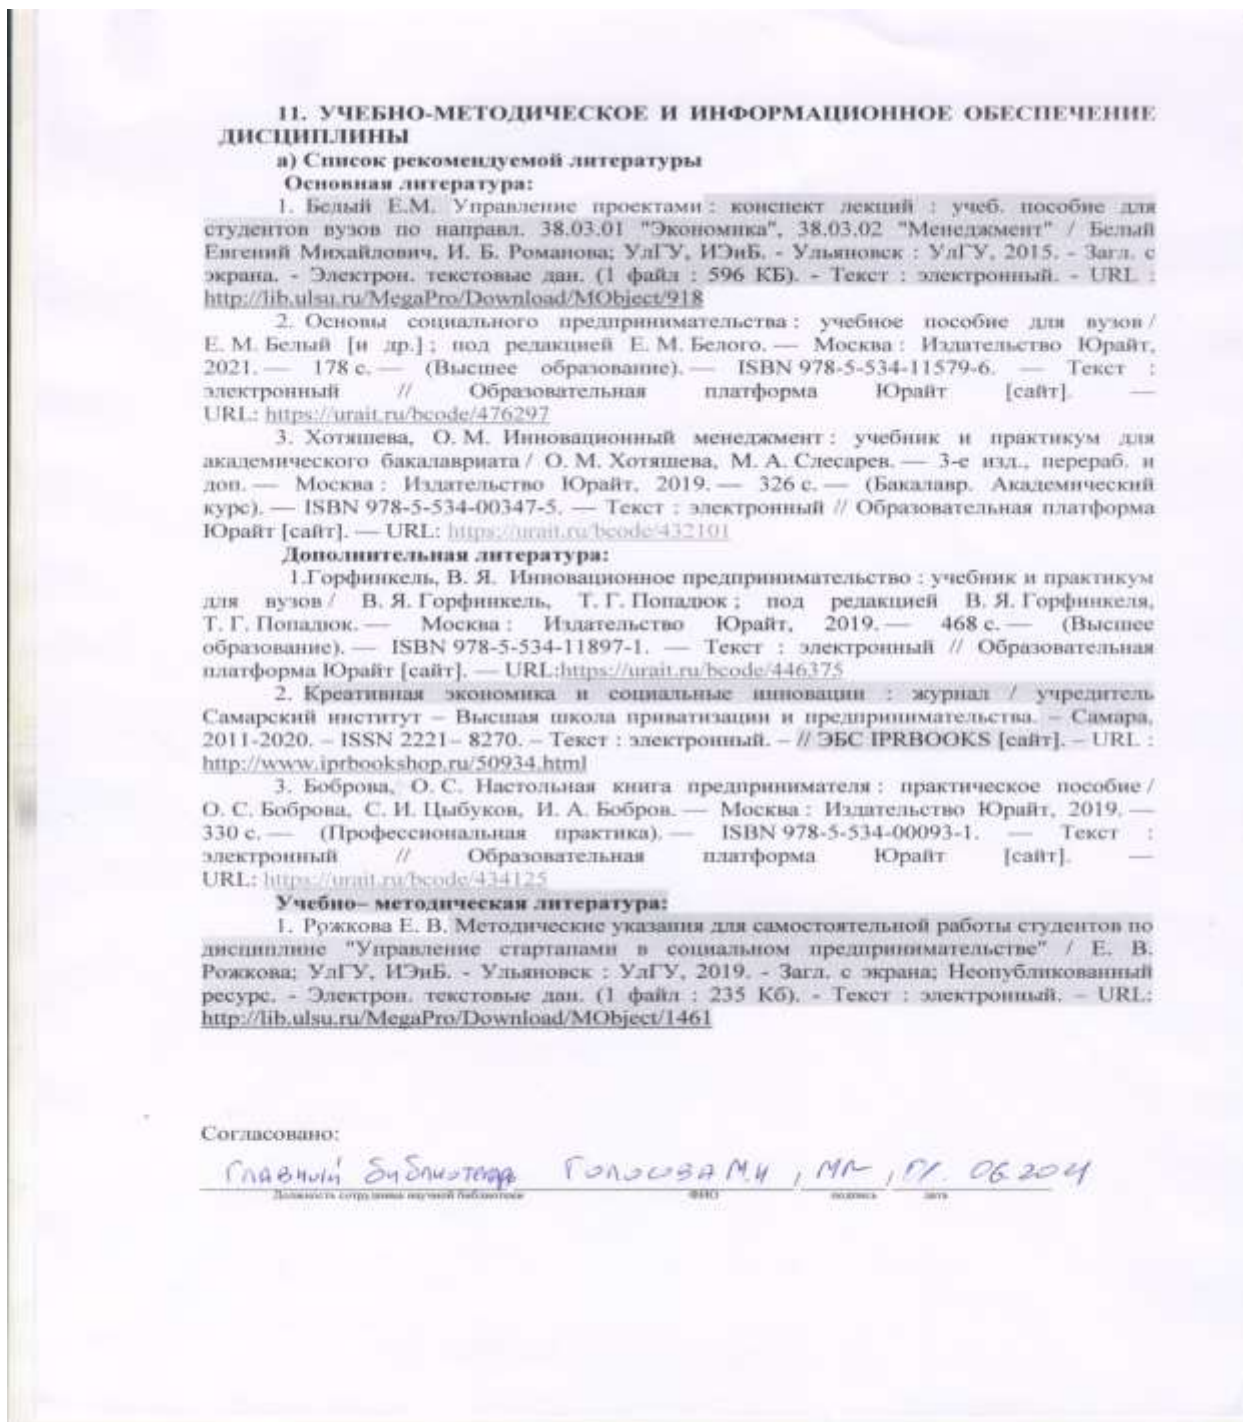 11. УЧЕБНО-МЕТОДИЧЕСКОЕ И ИНФОРМАЦИОННОЕ ОБЕСПЕЧЕНИЕ
ДИСЦИПЛИНЫ
а) Список рекомендуемой литературы
Основная литература:
1. Белый Е.М. Управление проектами : конспект лекций : учеб. пособие для
студентов вузов по направл. 38.03.01 "Экономика", 38.03.02 "Менеджмент" / Белый
Евгений Михайлович, И. Б. Романова; УлГУ, ИЭиБ. - Ульяновск : УлГУ, 2015. - Загл. с
экрана. - Электрон. текстовые дан. (1 файл : 596 КБ). - Текст : электронный. - URL :
http://lib.ulsu.ru/MegaPro/Download/MObject/918
2. Основы социального предпринимательства : учебное пособие для вузов /
Е. М. Белый [и др.] ; под редакцией Е. М. Белого. — Москва : Издательство Юрайт,
2021. — 178 с. — (Высшее образование). — ISBN 978-5-534-11579-6. — Текст :
электронный // Образовательная платформа Юрайт [сайт]. —
URL: https://urait.ru/bcode/476297
3. Хотяшева, О. М. Инновационный менеджмент : учебник и практикум для
академического бакалавриата / О. М. Хотяшева, М. А. Слесарев. — 3-е изд., перераб. и
доп. — Москва : Издательство Юрайт, 2019. — 326 с. — (Бакалавр. Академический
курс). — ISBN 978-5-534-00347-5. — Текст : электронный // Образовательная платформа
Юрайт [сайт]. — URL: https://urait.ru/bcode/432101
Дополнительная литература:
1.Горфинкель, В. Я. Инновационное предпринимательство : учебник и практикум
для вузов / В. Я. Горфинкель, Т. Г. Попадюк ; под редакцией В. Я. Горфинкеля,
Т. Г. Попадюк. — Москва : Издательство Юрайт, 2019. — 468 с. — (Высшее
образование). — ISBN 978-5-534-11897-1. — Текст : электронный // Образовательная
платформа Юрайт [сайт]. — URL:https://urait.ru/bcode/446375
2. Креативная экономика и социальные инновации : журнал / учредитель
Самарский институт – Высшая школа приватизации и предпринимательства. – Самара,
2011-2020. – ISSN 2221– 8270. – Текст : электронный. – // ЭБС IPRBOOKS [сайт]. – URL :
http://www.iprbookshop.ru/50934.html
3. Боброва, О. С. Настольная книга предпринимателя : практическое пособие /
О. С. Боброва, С. И. Цыбуков, И. А. Бобров. — Москва : Издательство Юрайт, 2019. —
330 с. — (Профессиональная практика). — ISBN 978-5-534-00093-1. — Текст :
электронный // Образовательная платформа Юрайт [сайт]. —
URL: https://urait.ru/bcode/434125
Учебно– методическая литература:
1. Рожкова Е. В. Методические указания для самостоятельной работы студентов по
дисциплине "Управление стартапами в социальном предпринимательстве" / Е. В.
Рожкова; УлГУ, ИЭиБ. - Ульяновск : УлГУ, 2019. - Загл. с экрана; Неопубликованный
ресурс. - Электрон. текстовые дан. (1 файл : 235 Кб). - Текст : электронный. – URL:
http://lib.ulsu.ru/MegaPro/Download/MObject/1461
Согласовано:
Главный библиотекарь Голосова М.Н , , 06.2021
Должность сотрудника научной библиотеки ФИО подпись дата